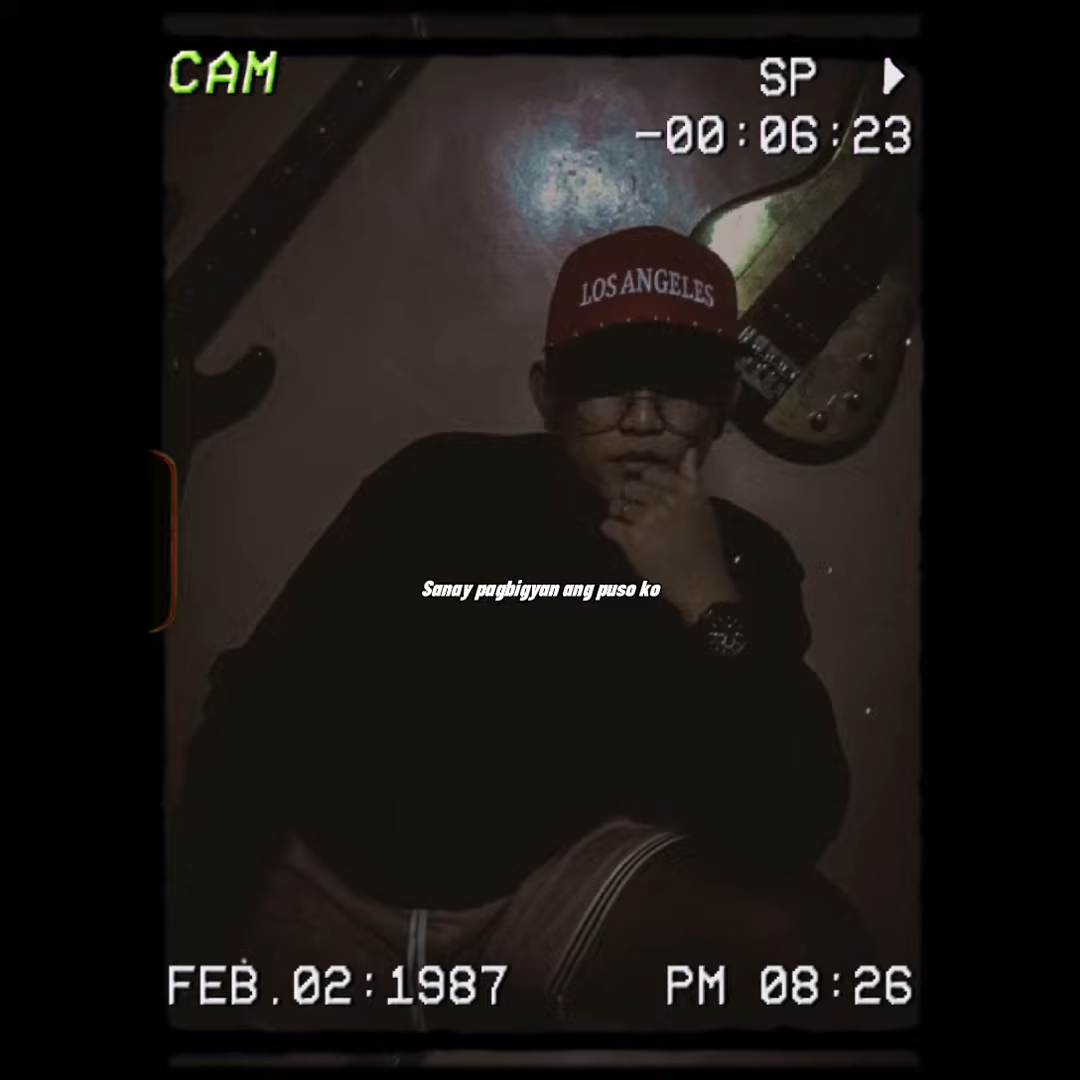 CAM
SP
-00:06:23
LOS ANGELES
Sanay pagbigyan ang puso ko
FEB.02:1987
PM 08:26